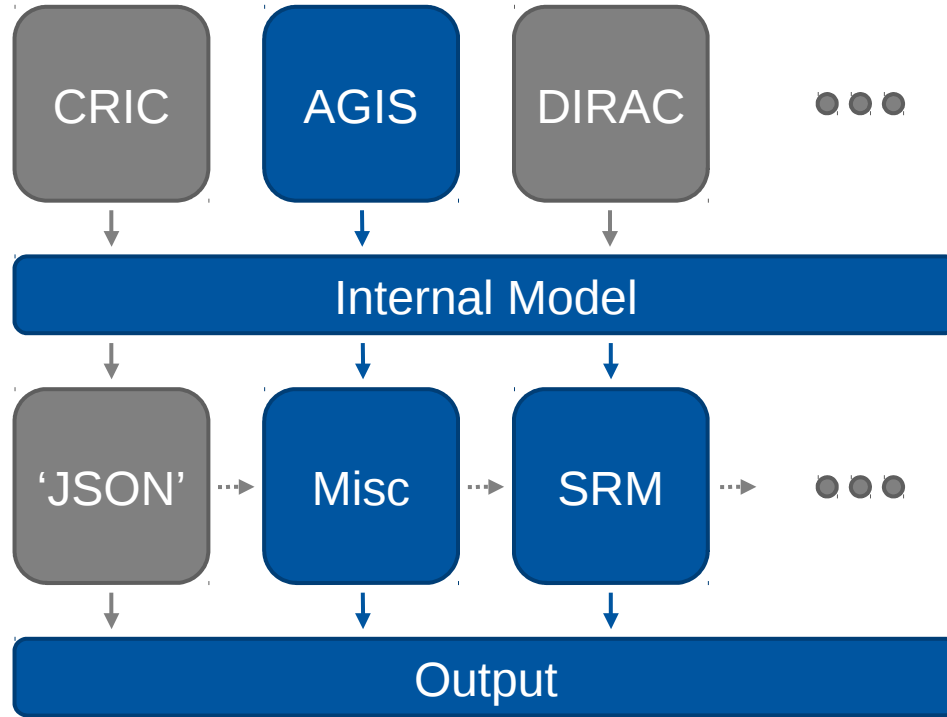 CRIC
AGIS
DIRAC
Internal Model
‘JSON’
Misc
SRM
Output